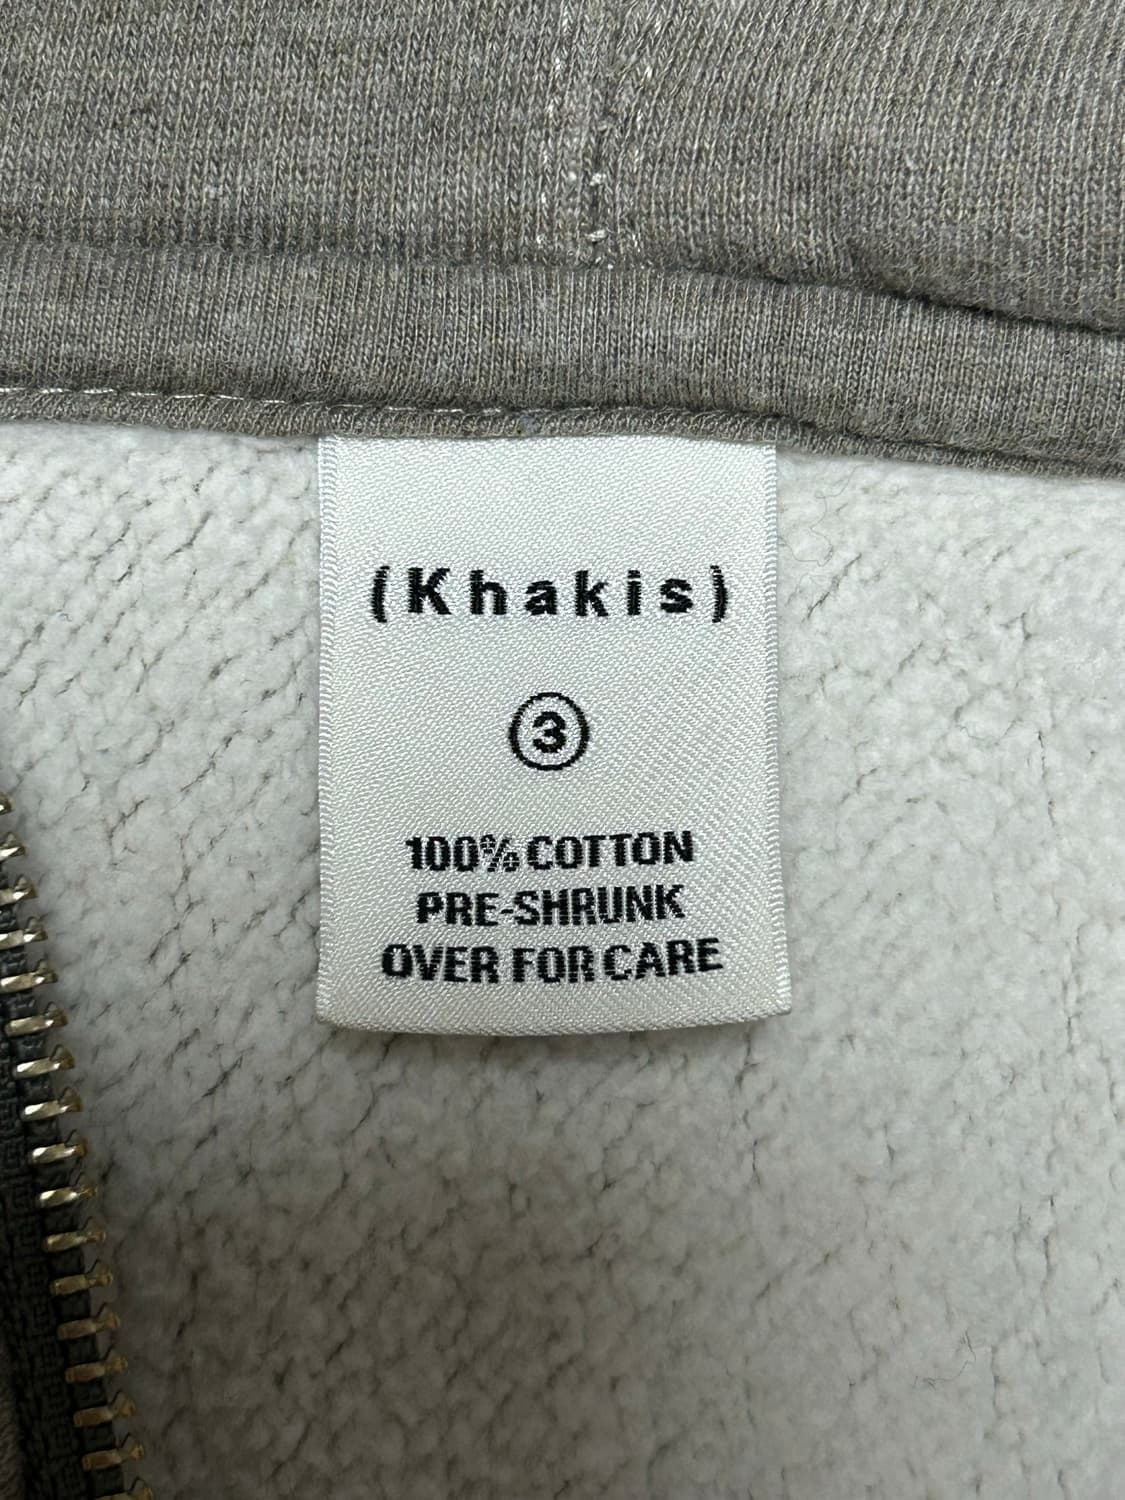 (Khakis)
3
100% COTTON
PRE-SHRUNK
OVER FOR CARE